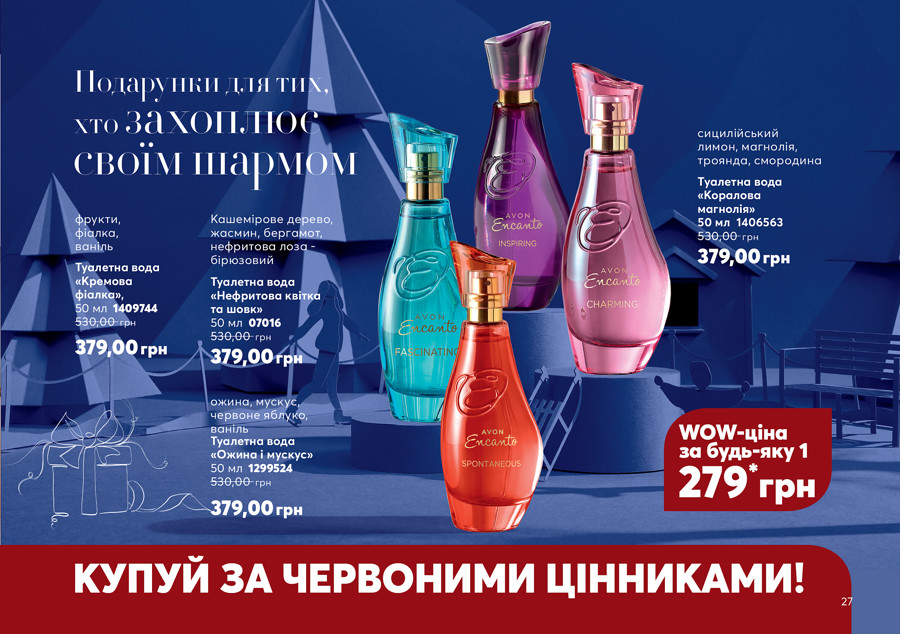 Подарунки для тих,
хто захоплює
своїм шармом
фрукти,
фіалка,
ваніль
Туалетна вода
«Кремова
фіалка»,
50 мл 1409744
530,00 грн
379,00 грн
Кашемірове дерево,
жасмин, бергамот,
нефритова лоза -
бірюзовий
Туалетна вода
«Нефритова квітка
та шовк»
50 мл 07016
530,00 грн
379,00 грн
ожина, мускус,
червоне яблуко,
ваніль
Туалетна вода
«Ожина і мускус»
50 мл 1299524
530,00 грн
379,00 грн
AVON
Encanto
FASCINATING
AVON
Encanto
INSPIRING
AVON
Encanto
SPONTANEOUS
AVON
Encanto
CHARMING
сицилійський
лимон, магнолія,
троянда, смородина
Туалетна вода
«Коралова
магнолія»
50 мл 1406563
530,00 грн
379,00 грн
WOW-ціна
за будь-яку 1
279* грн
КУПУЙ ЗА ЧЕРВОНИМИ ЦІННИКАМИ!
27